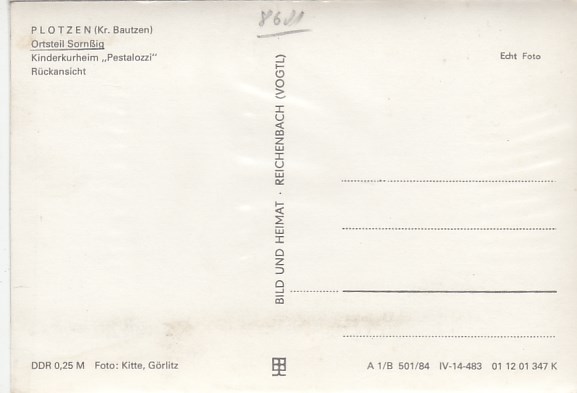 8621
PLOTZEN (Kr. Bautzen)
Ortsteil Sornßig
Kinderkurheim „Pestalozzi"
Rückansicht
Echt Foto
BILD UND HEIMAT · REICHENBACH (VOGTL)
DDR 0,25 M Foto: Kitte, Görlitz
A 1/B 501/84 IV-14-483 01 12 01 347 K